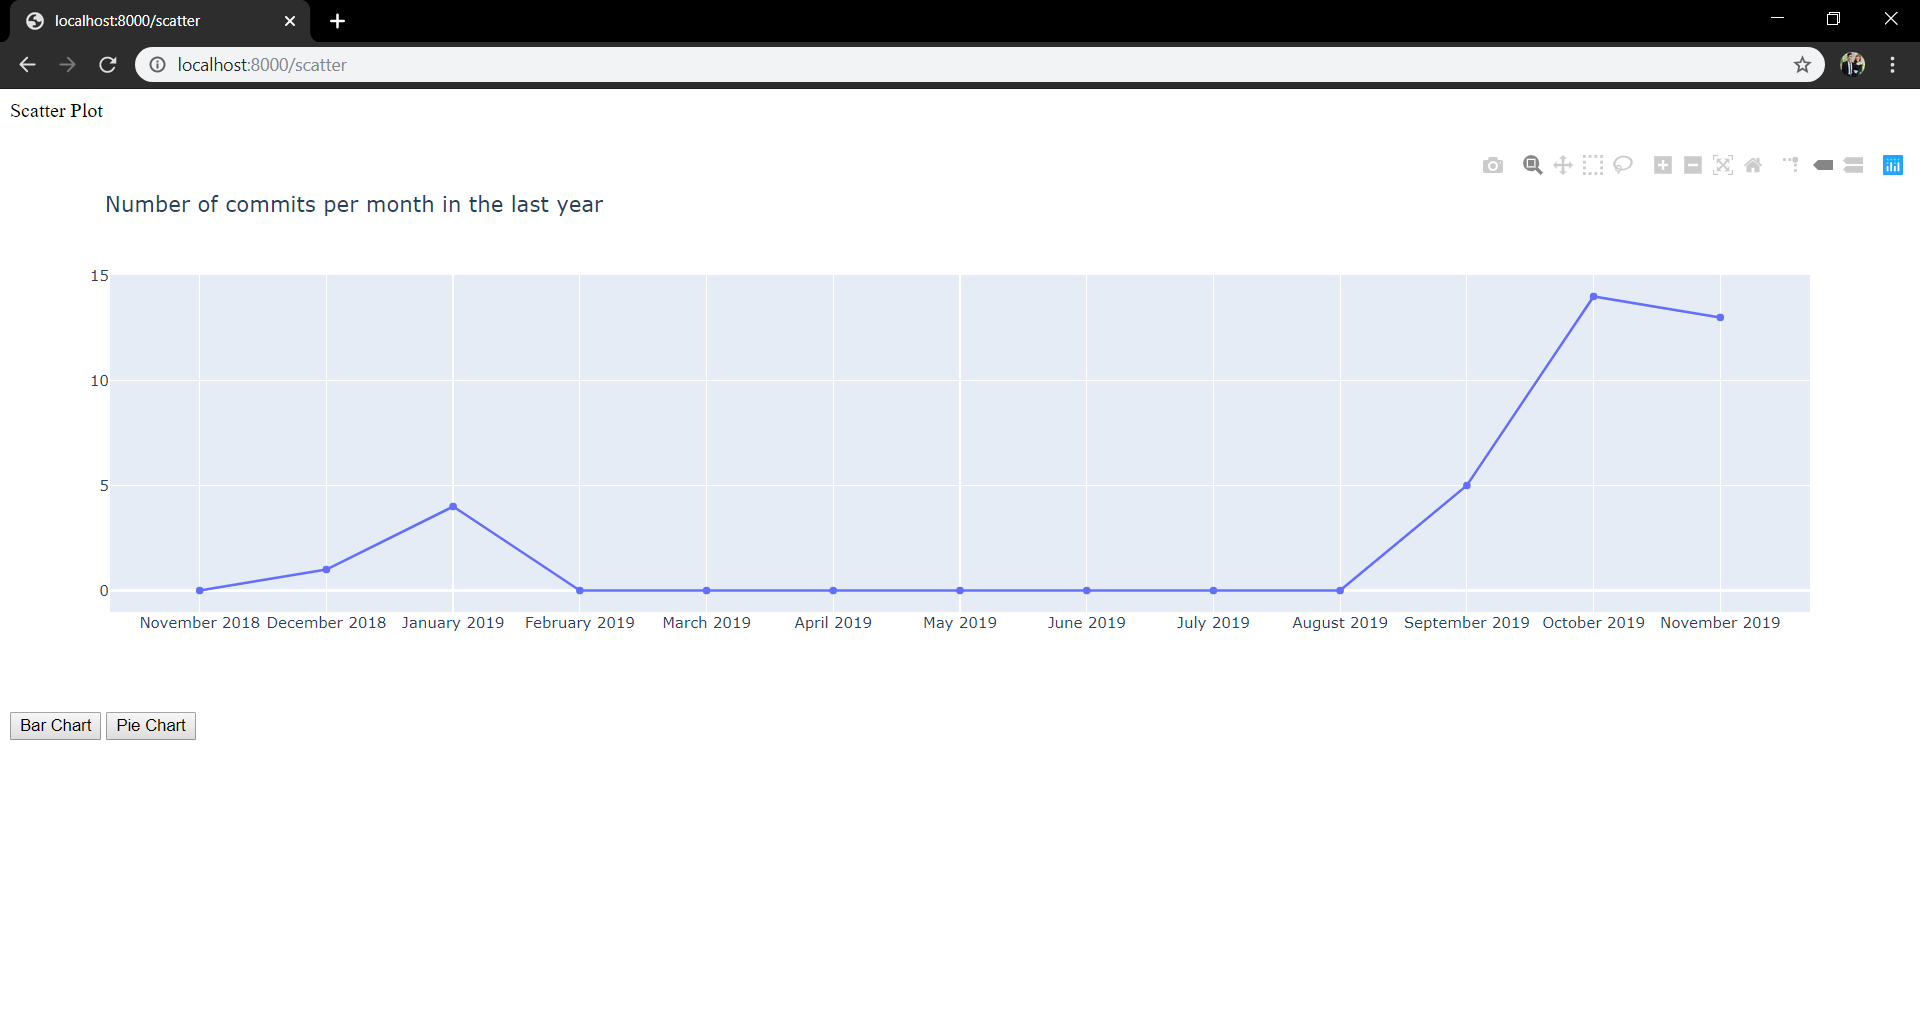 localhost:8000/scatter
localhost:8000/scatter
Scatter Plot
Number of commits per month in the last year
15
10
5
0
November 2018 December 2018 January 2019 February 2019 March 2019 April 2019 May 2019 June 2019 July 2019 August 2019 September 2019 October 2019 November 2019
Bar Chart Pie Chart